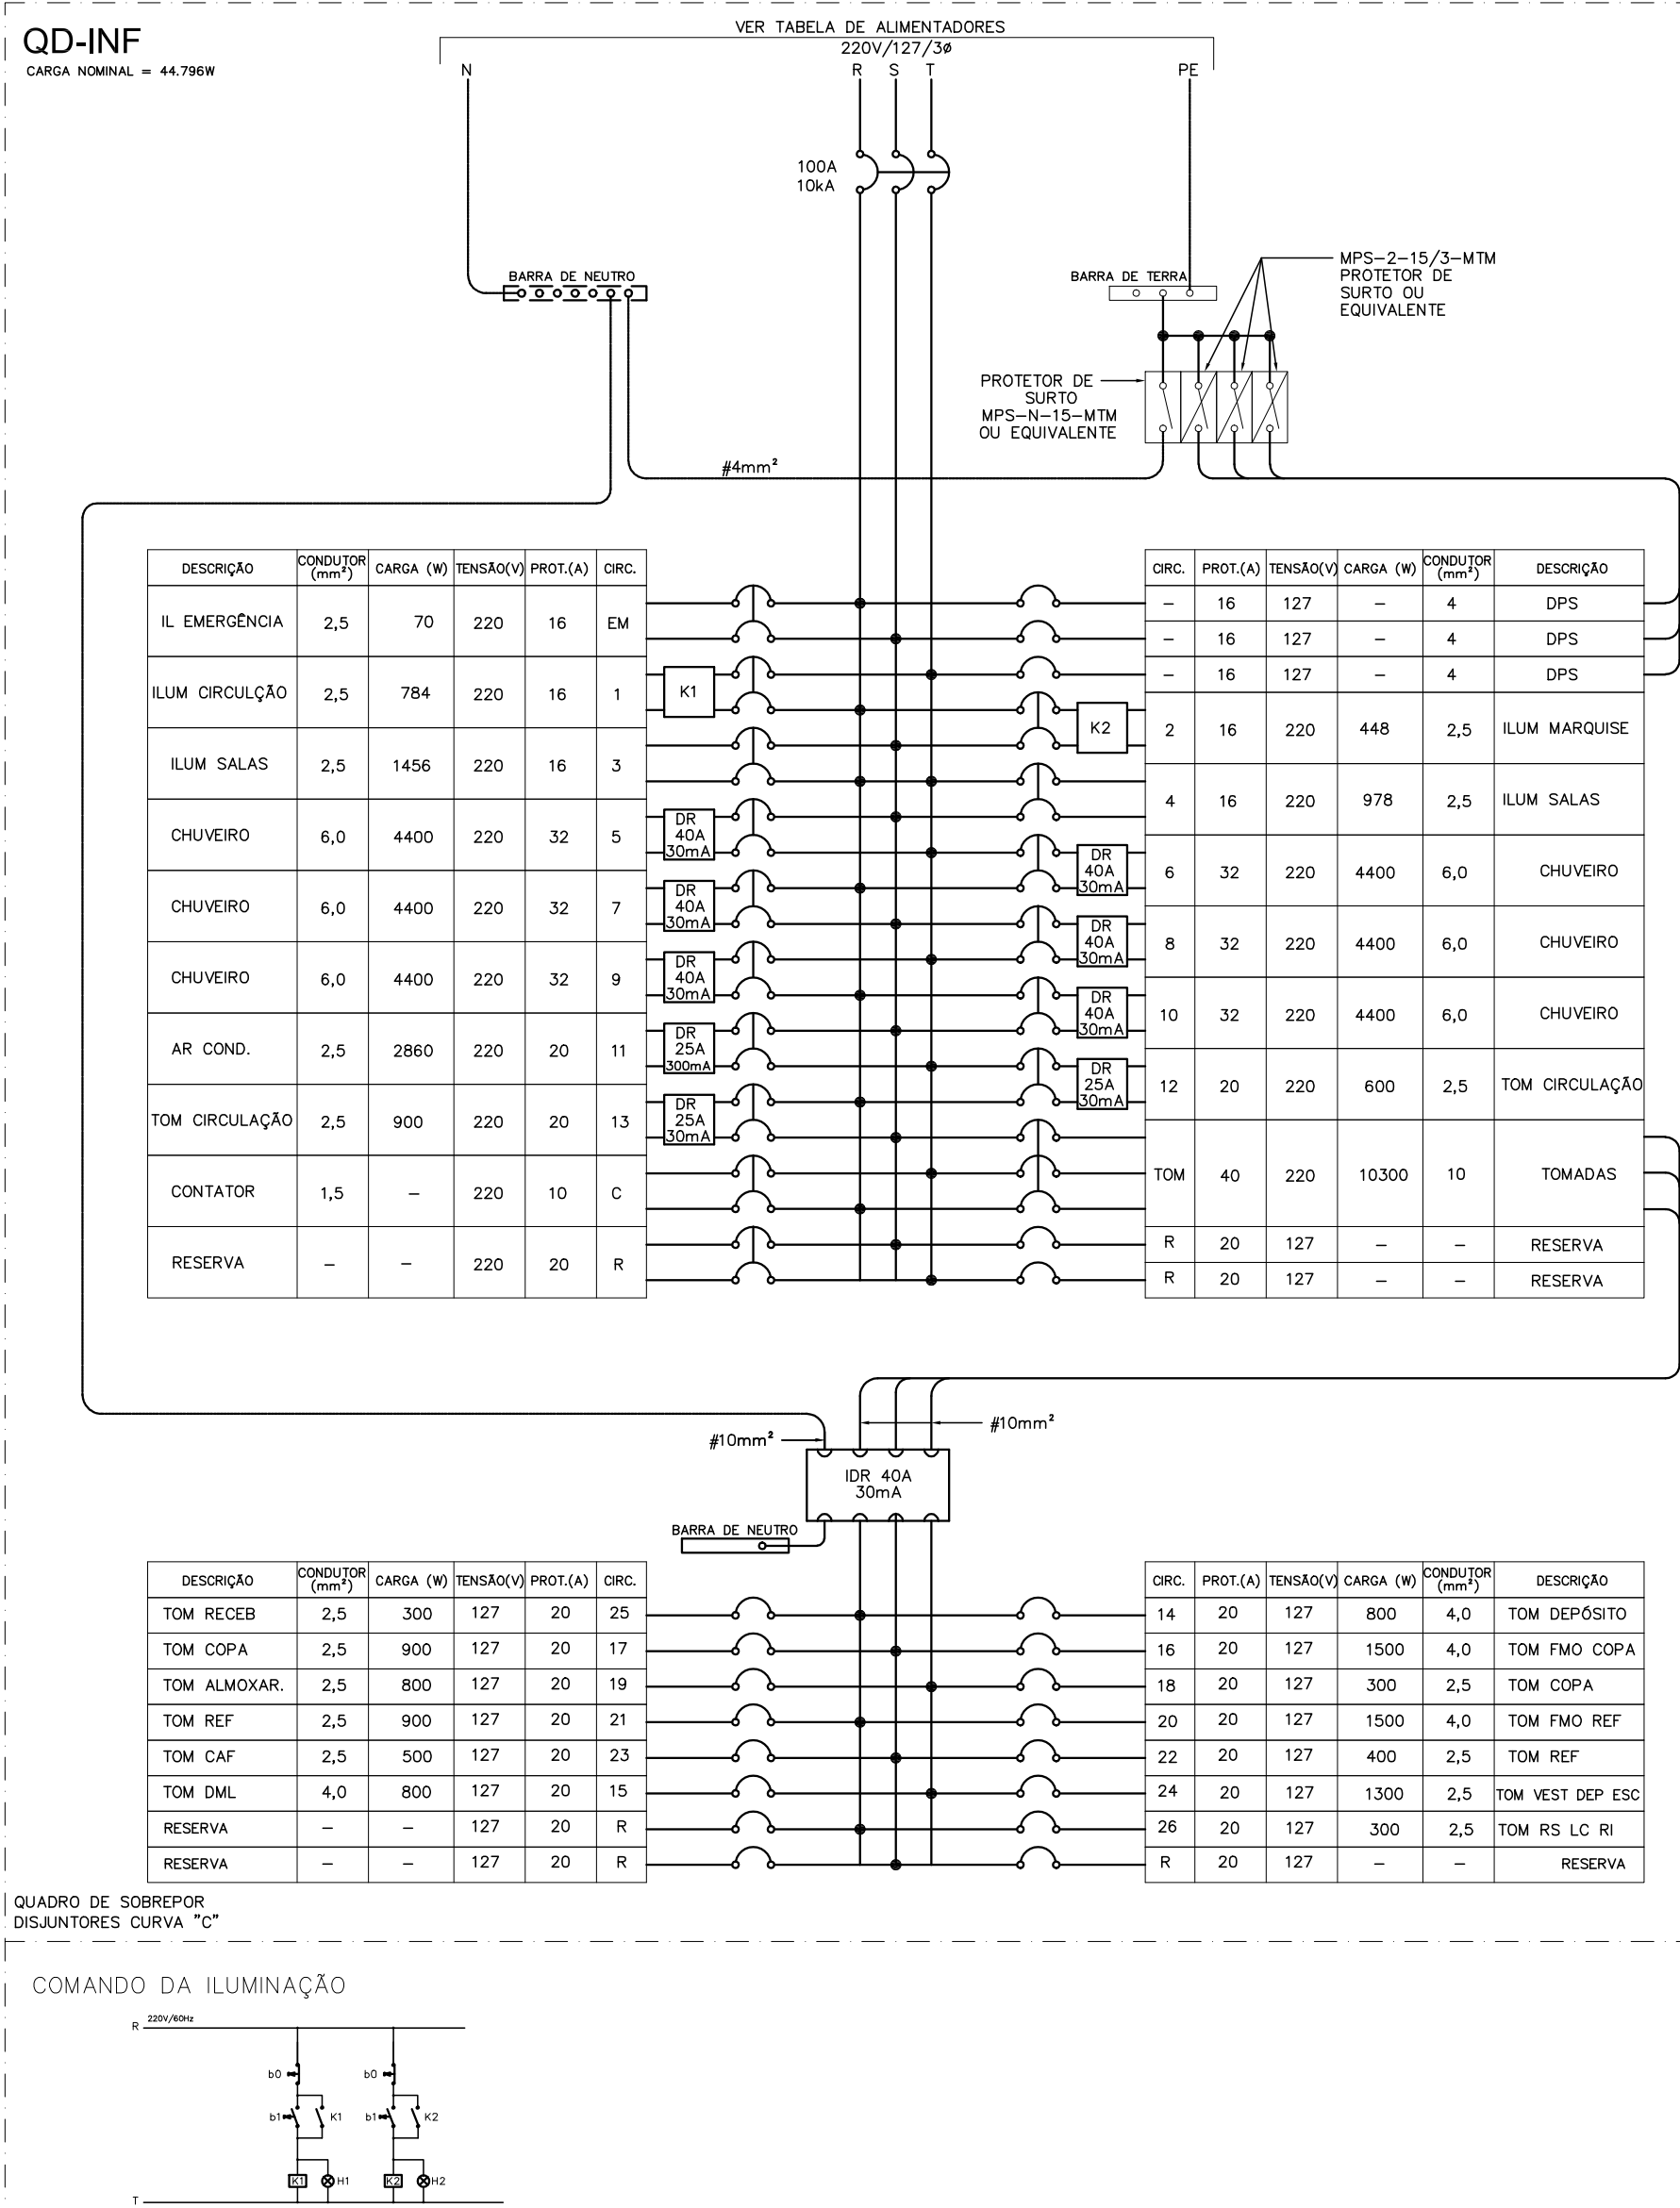 QD-INF
CARGA NOMINAL = 44.796W
VER TABELA DE ALIMENTADORES
220V/127/3ø
N
R S T
PE
100A
10kA
BARRA DE NEUTRO
BARRA DE TERRA
MPS-2-15/3-MTM
PROTETOR DE
SURTO OU
EQUIVALENTE
PROTETOR DE
SURTO
MPS-N-15-MTM
OU EQUIVALENTE
#4mm²
DESCRIÇÃO CONDUTOR (mm²) CARGA (W) TENSÃO(V) PROT.(A) CIRC.
IL EMERGÊNCIA 2,5 70 220 16 EM
ILUM CIRCULÇÃO 2,5 784 220 16 1
K1
ILUM SALAS 2,5 1456 220 16 3
CHUVEIRO 6,0 4400 220 32 5
DR
40A
30mA
CHUVEIRO 6,0 4400 220 32 7
DR
40A
30mA
CHUVEIRO 6,0 4400 220 32 9
DR
40A
30mA
AR COND. 2,5 2860 220 20 11
DR
25A
300mA
TOM CIRCULAÇÃO 2,5 900 220 20 13
DR
25A
30mA
CONTATOR 1,5 – 220 10 C
RESERVA – – 220 20 R
CIRC. PROT.(A) TENSÃO(V) CARGA (W) CONDUTOR (mm²) DESCRIÇÃO
– 16 127 – 4 DPS
– 16 127 – 4 DPS
– 16 127 – 4 DPS
K2
2 16 220 448 2,5 ILUM MARQUISE
4 16 220 978 2,5 ILUM SALAS
DR
40A
30mA
6 32 220 4400 6,0 CHUVEIRO
DR
40A
30mA
8 32 220 4400 6,0 CHUVEIRO
DR
40A
30mA
10 32 220 4400 6,0 CHUVEIRO
DR
25A
30mA
12 20 220 600 2,5 TOM CIRCULAÇÃO
TOM 40 220 10300 10 TOMADAS
R 20 127 – – RESERVA
R 20 127 – – RESERVA
#10mm²
#10mm²
IDR 40A
30mA
BARRA DE NEUTRO
DESCRIÇÃO CONDUTOR (mm²) CARGA (W) TENSÃO(V) PROT.(A) CIRC.
TOM RECEB 2,5 300 127 20 25
TOM COPA 2,5 900 127 20 17
TOM ALMOXAR. 2,5 800 127 20 19
TOM REF 2,5 900 127 20 21
TOM CAF 2,5 500 127 20 23
TOM DML 4,0 800 127 20 15
RESERVA – – 127 20 R
RESERVA – – 127 20 R
CIRC. PROT.(A) TENSÃO(V) CARGA (W) CONDUTOR (mm²) DESCRIÇÃO
14 20 127 800 4,0 TOM DEPÓSITO
16 20 127 1500 4,0 TOM FMO COPA
18 20 127 300 2,5 TOM COPA
20 20 127 1500 4,0 TOM FMO REF
22 20 127 400 2,5 TOM REF
24 20 127 1300 2,5 TOM VEST DEP ESC
26 20 127 300 2,5 TOM RS LC RI
R 20 127 – – RESERVA
QUADRO DE SOBREPOR
DISJUNTORES CURVA "C"
COMANDO DA ILUMINAÇÃO
R 220V/60Hz
b0 b0
b1 K1 b1 K2
K1 H1 K2 H2
T